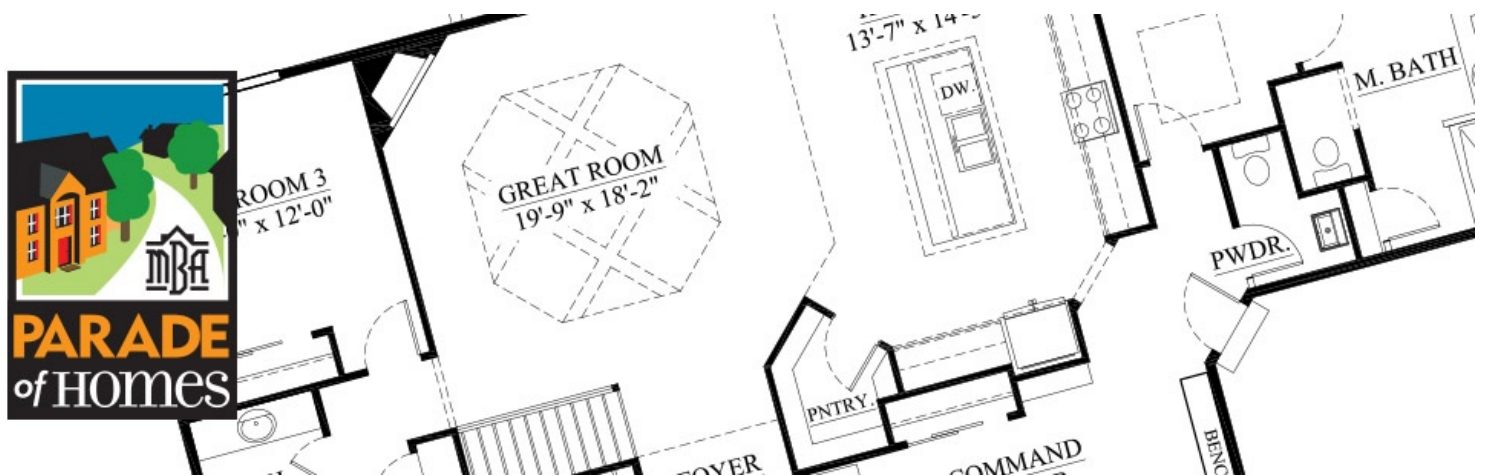 13'-7" x 14'-
DW.
M. BATH
GREAT ROOM
19'-9" x 18'-2"
ROOM 3
" x 12'-0"
PWDR.
PNTRY.
FOYER
COMMAND
BENC
MBA
PARADE
of HOMES